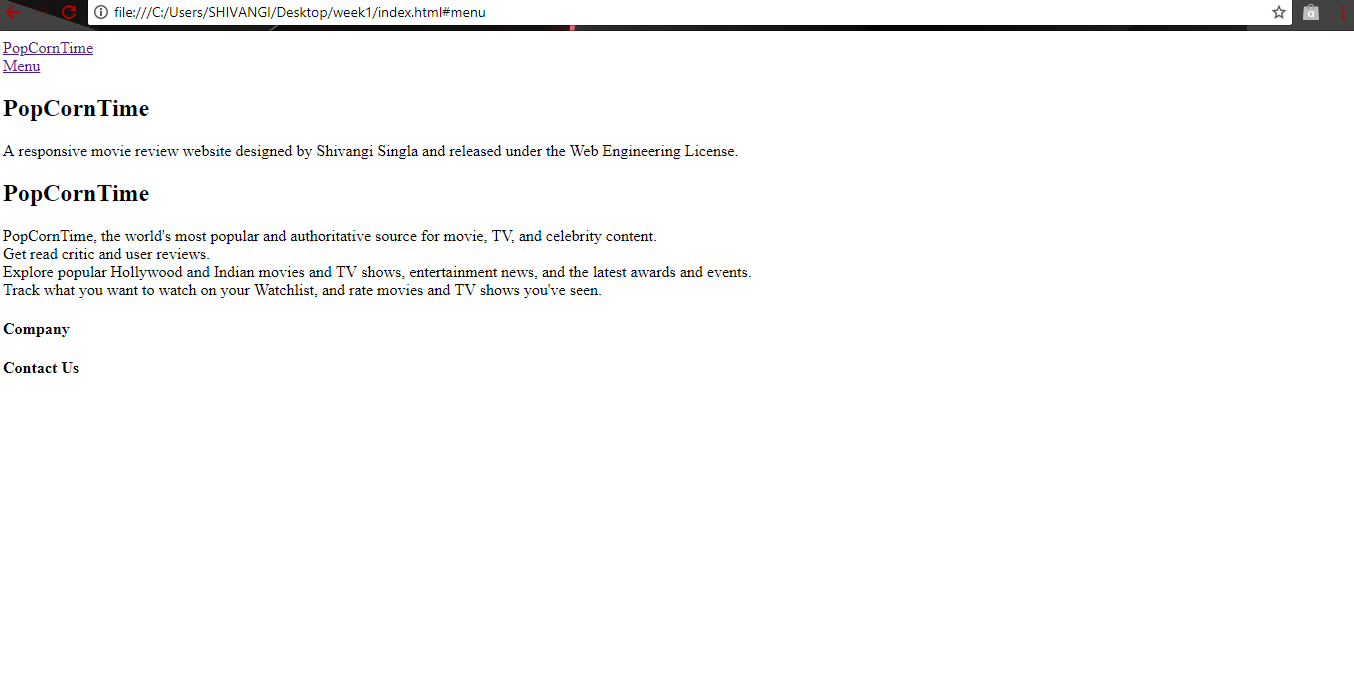 file:///C:/Users/SHIVANGI/Desktop/week1/index.html#menu
PopCornTime
Menu
PopCornTime
A responsive movie review website designed by Shivangi Singla and released under the Web Engineering License.
PopCornTime
PopCornTime, the world's most popular and authoritative source for movie, TV, and celebrity content.
Get read critic and user reviews.
Explore popular Hollywood and Indian movies and TV shows, entertainment news, and the latest awards and events.
Track what you want to watch on your Watchlist, and rate movies and TV shows you've seen.
Company
Contact Us